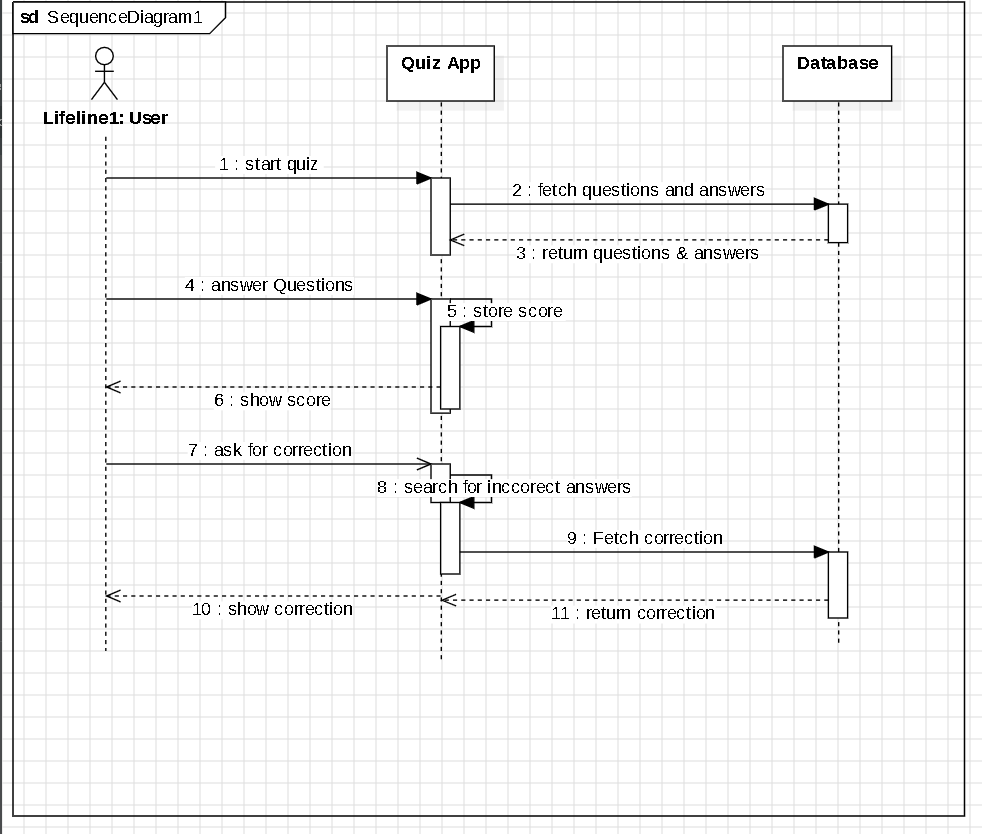 sd SequenceDiagram1
Quiz App
Database
Lifeline1: User
1 : start quiz
2 : fetch questions and answers
3 : return questions & answers
4 : answer Questions
5 : store score
6 : show score
7 : ask for correction
8 : search for inccorect answers
9 : Fetch correction
10 : show correction
11 : return correction